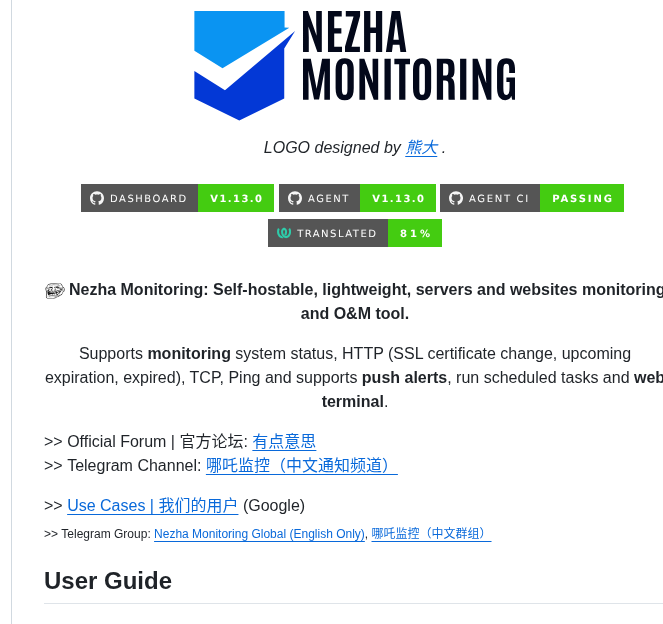 NEZHA
MONITORING
LOGO designed by 熊大 .
DASHBOARD V1.13.0 AGENT V1.13.0 AGENT CI PASSING
TRANSLATED 81%
Nezha Monitoring: Self-hostable, lightweight, servers and websites monitoring
and O&M tool.
Supports monitoring system status, HTTP (SSL certificate change, upcoming
expiration, expired), TCP, Ping and supports push alerts, run scheduled tasks and web
terminal.
>> Official Forum | 官方论坛: 有点意思
>> Telegram Channel: 哪吒监控（中文通知频道）
>> Use Cases | 我们的用户 (Google)
>> Telegram Group: Nezha Monitoring Global (English Only), 哪吒监控（中文群组）
User Guide